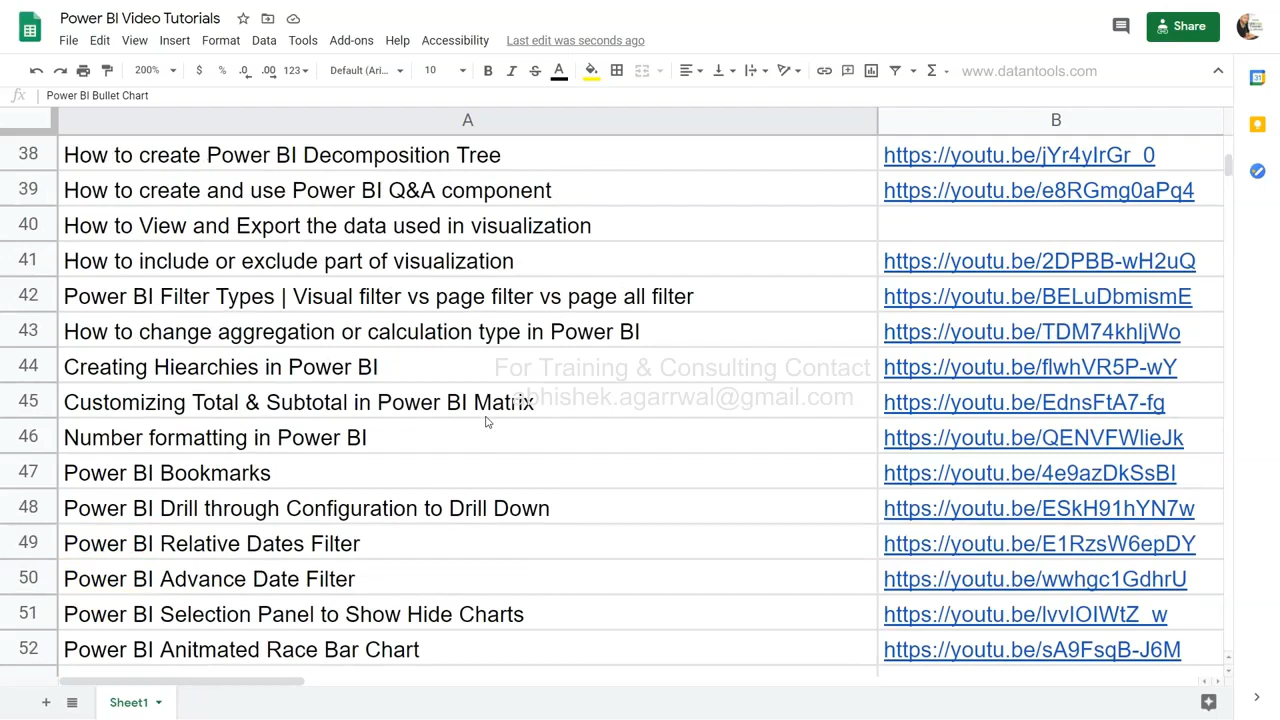 Power BI Video Tutorials
File Edit View Insert Format Data Tools Add-ons Help Accessibility Last edit was seconds ago
Share
200% $ % .0 .00 123 Default (Ari... 10 B I S A Σ www.datantools.com
fx Power BI Bullet Chart
A B
38 How to create Power BI Decomposition Tree https://youtu.be/jYr4yIrGr_0
39 How to create and use Power BI Q&A component https://youtu.be/e8RGmg0aPq4
40 How to View and Export the data used in visualization
41 How to include or exclude part of visualization https://youtu.be/2DPBB-wH2uQ
42 Power BI Filter Types | Visual filter vs page filter vs page all filter https://youtu.be/BELuDbmismE
43 How to change aggregation or calculation type in Power BI https://youtu.be/TDM74khljWo
44 Creating Hiearchies in Power BI https://youtu.be/flwhVR5P-wY
For Training & Consulting Contact
abhishek.agarrwal@gmail.com
45 Customizing Total & Subtotal in Power BI Matrix https://youtu.be/EdnsFtA7-fg
46 Number formatting in Power BI https://youtu.be/QENVFWlieJk
47 Power BI Bookmarks https://youtu.be/4e9azDkSsBI
48 Power BI Drill through Configuration to Drill Down https://youtu.be/ESkH91hYN7w
49 Power BI Relative Dates Filter https://youtu.be/E1RzsW6epDY
50 Power BI Advance Date Filter https://youtu.be/wwhgc1GdhrU
51 Power BI Selection Panel to Show Hide Charts https://youtu.be/lvvIOIWtZ_w
52 Power BI Anitmated Race Bar Chart https://youtu.be/sA9FsqB-J6M
Sheet1